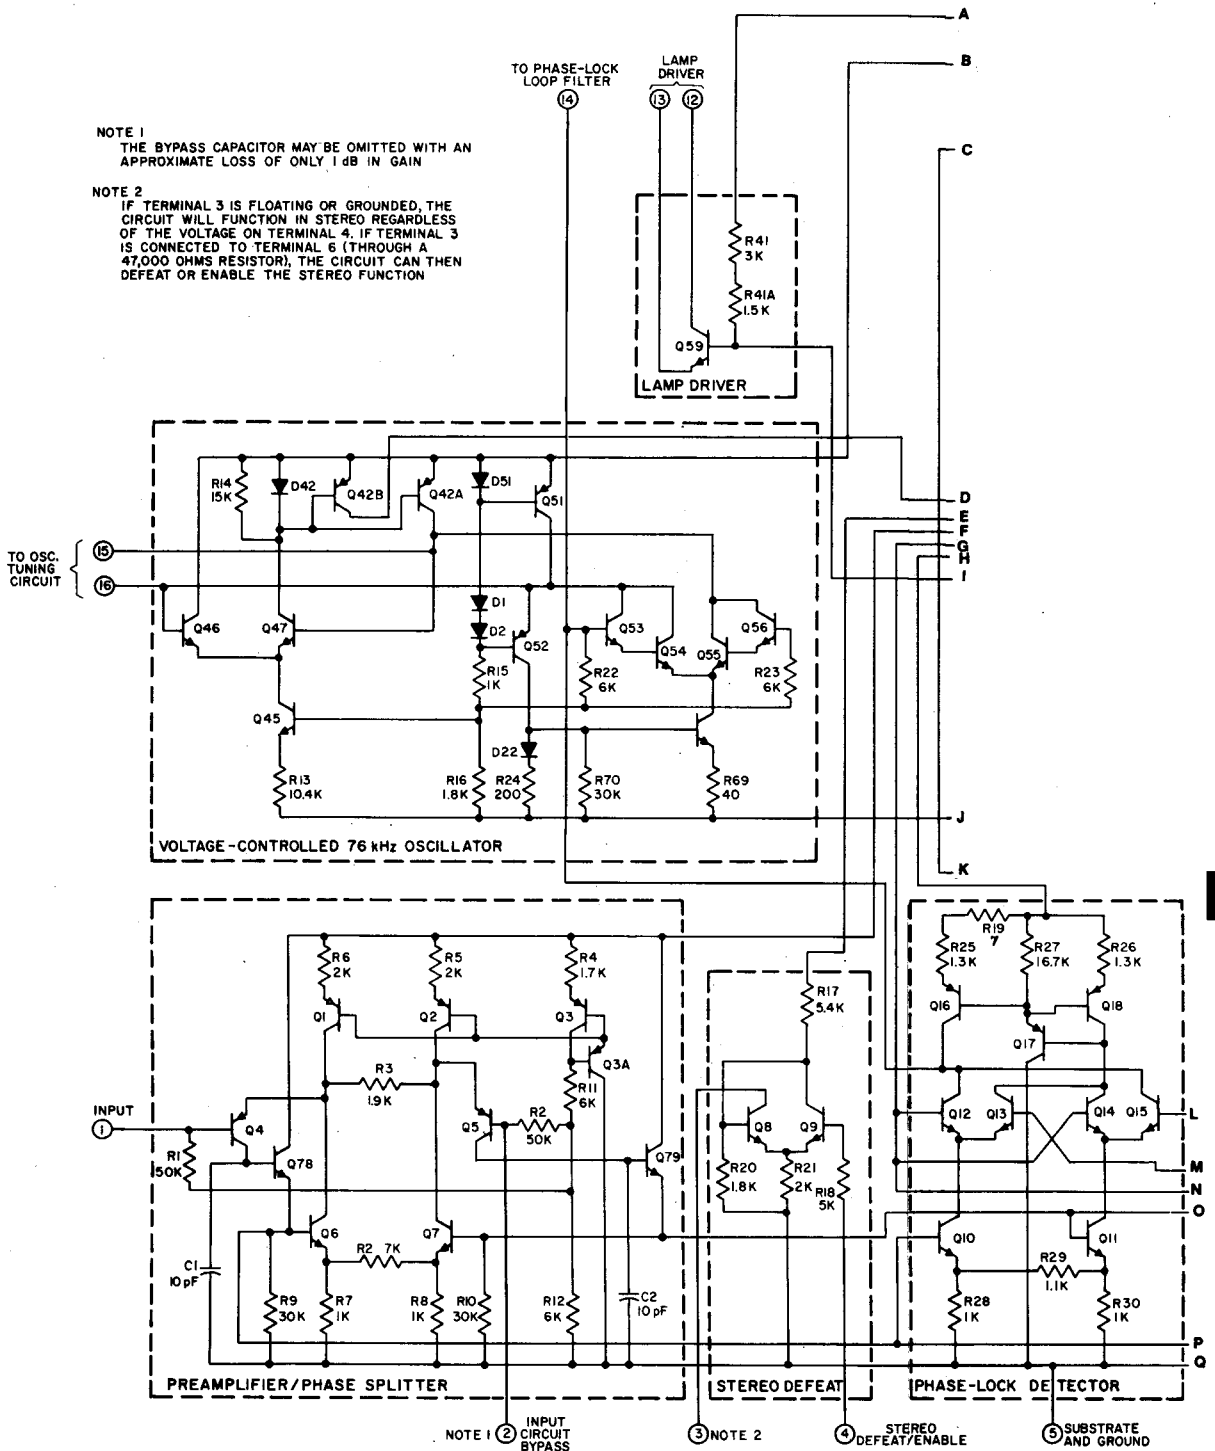 A
TO PHASE-LOCK
LOOP FILTER
LAMP
DRIVER
B
14
13
12
NOTE 1
THE BYPASS CAPACITOR MAY BE OMITTED WITH AN
APPROXIMATE LOSS OF ONLY 1 dB IN GAIN
C
NOTE 2
IF TERMINAL 3 IS FLOATING OR GROUNDED, THE
CIRCUIT WILL FUNCTION IN STEREO REGARDLESS
OF THE VOLTAGE ON TERMINAL 4. IF TERMINAL 3
IS CONNECTED TO TERMINAL 6 (THROUGH A
47,000 OHMS RESISTOR), THE CIRCUIT CAN THEN
DEFEAT OR ENABLE THE STEREO FUNCTION
R41
3K
R41A
1.5K
Q59
LAMP DRIVER
R14
15K
D42
Q42B
Q42A
D51
Q51
D
E
F
G
H
I
TO OSC.
TUNING
CIRCUIT
15
16
Q46
Q47
D1
D2
Q52
Q53
Q54
Q55
Q56
R15
1K
R22
6K
R23
6K
Q45
D22
R13
10.4K
R16
1.8K
R24
200
R70
30K
R69
40
J
VOLTAGE-CONTROLLED 76 kHz OSCILLATOR
K
R6
2K
R5
2K
R4
1.7K
R19
7
R25
1.3K
R27
16.7K
R26
1.3K
R17
5.4K
Q1
Q2
Q3
Q16
Q18
Q17
Q3A
R3
1.9K
R11
6K
INPUT
1
Q4
Q5
R2
50K
Q8
Q9
Q12
Q13
Q14
Q15
L
R1
50K
Q78
Q79
R20
1.8K
R21
2K
R18
5K
M
N
O
Q6
Q7
R2 7K
Q10
Q11
C1
10 pF
R29
1.1K
R9
30K
R7
1K
R8
1K
R10
30K
R12
6K
C2
10 pF
R28
1K
R30
1K
P
Q
PREAMPLIFIER/PHASE SPLITTER
STEREO DEFEAT
PHASE-LOCK DETECTOR
NOTE 1
2
INPUT
CIRCUIT
BYPASS
3
NOTE 2
4
STEREO
DEFEAT/ENABLE
5
SUBSTRATE
AND GROUND